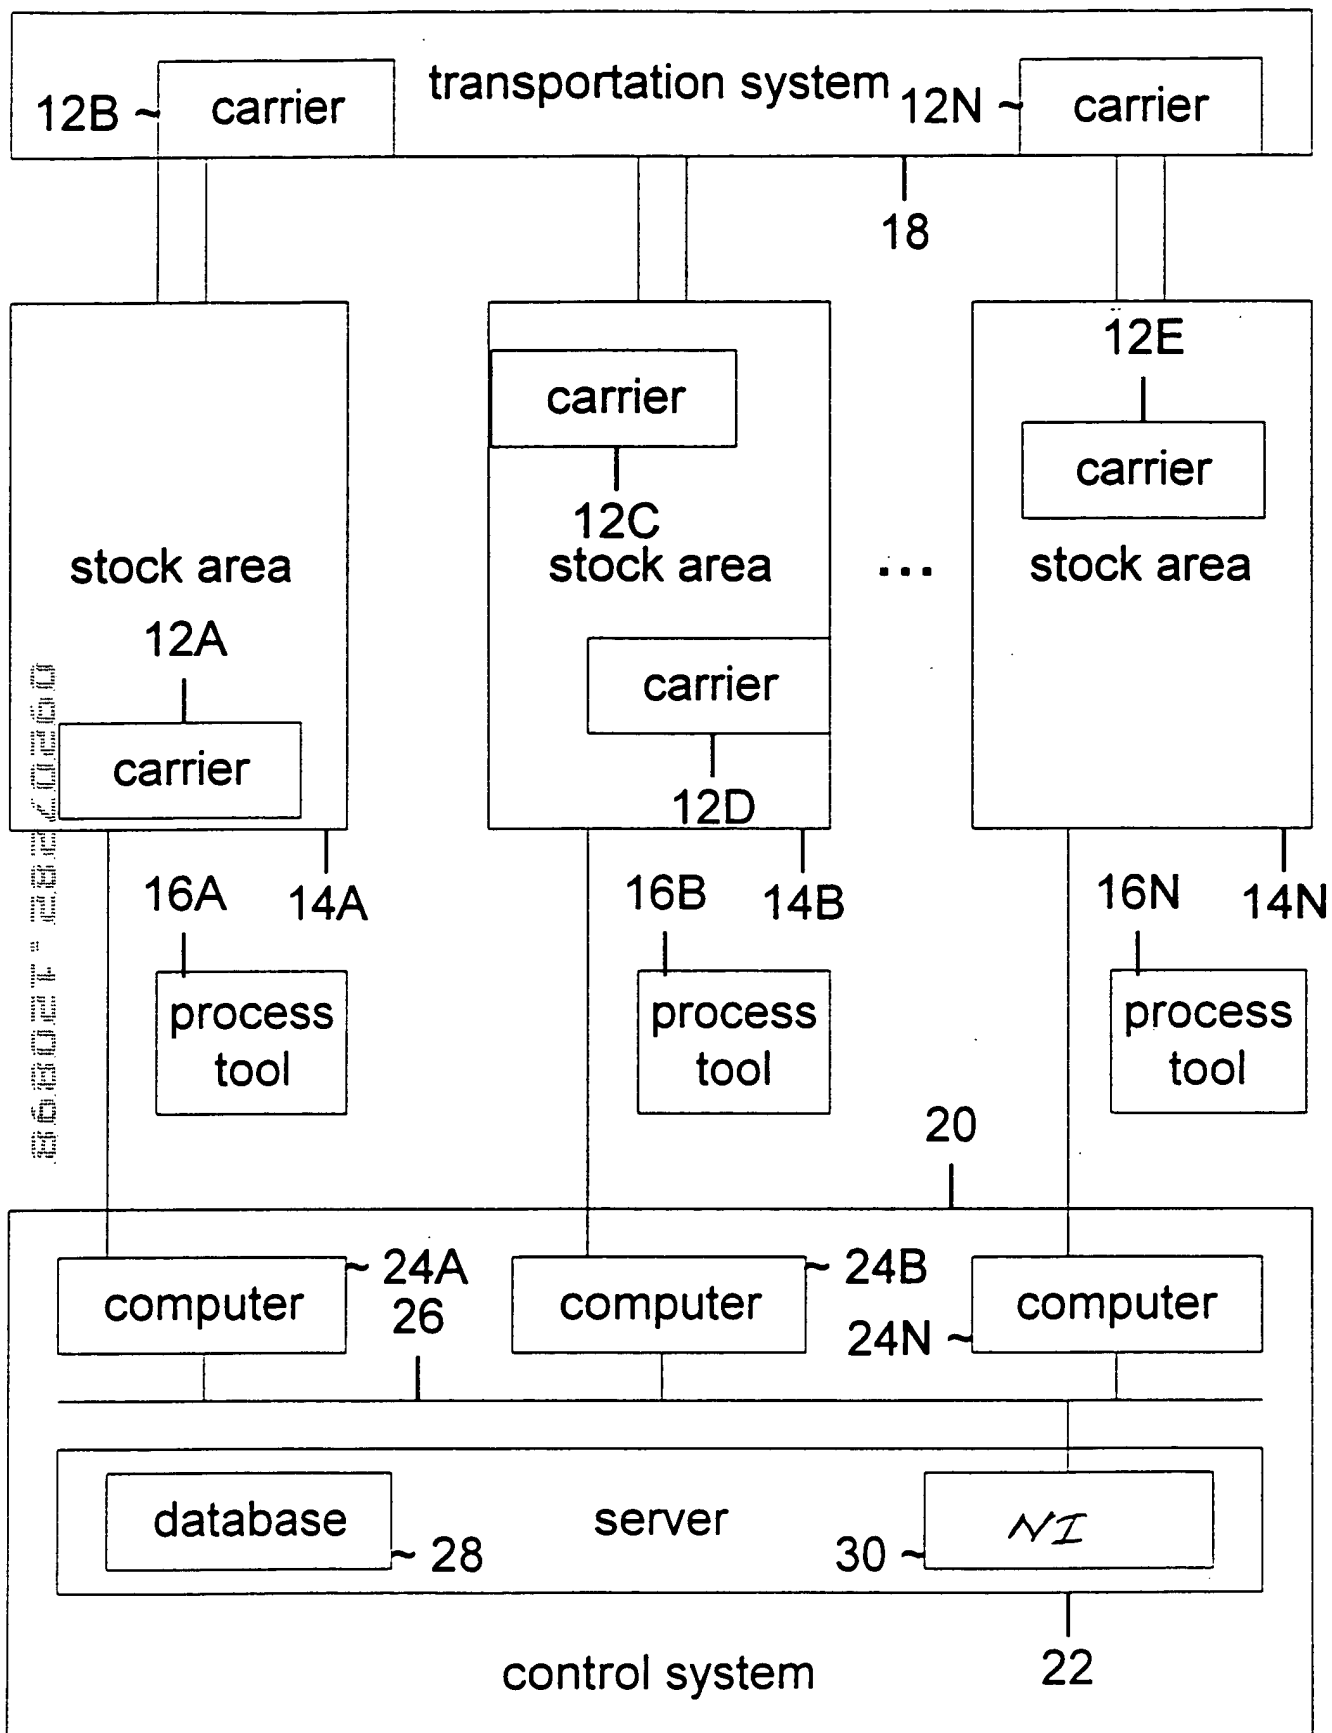 transportation system
12B ~ carrier
12N ~ carrier
18
12E
carrier
carrier
12C
stock area
stock area
...
stock area
12A
carrier
carrier
12D
16A
14A
16B
14B
16N
14N
process
tool
process
tool
process
tool
20
~ 24A
computer
26
~ 24B
computer
24N ~
computer
database
~ 28
server
30 ~
NI
22
control system
09207282.120898